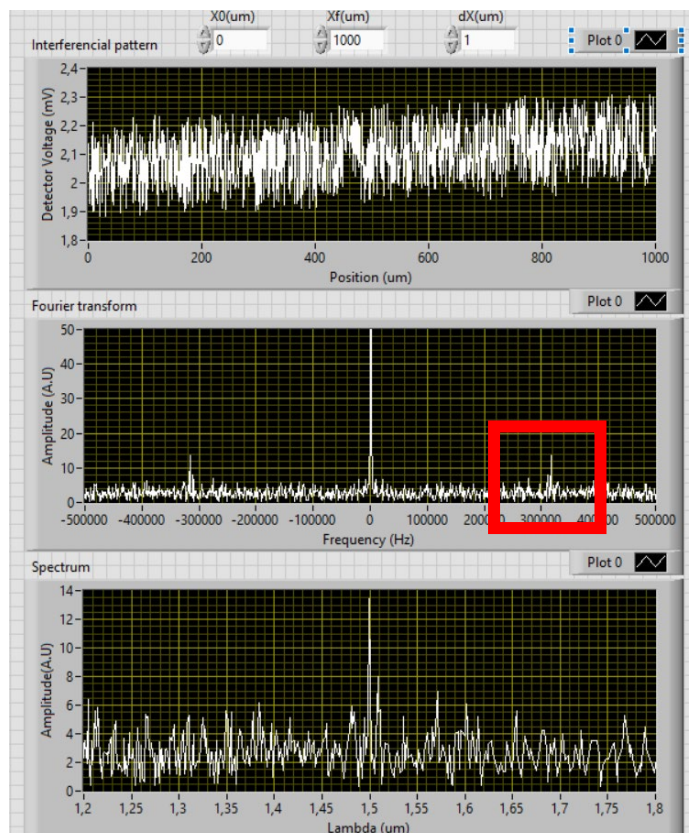 X0(um) Xf(um) dX(um)
0 1000 1
Interferencial pattern Plot 0
2,4
2,3
2,2
2,1
2
1,9
1,8
Detector Voltage (mV)
0 200 400 600 800 1000
Position (um)
Fourier transform Plot 0
50
40
30
20
10
0
Amplitude (A.U)
-500000 -400000 -300000 -200000 -100000 0 100000 200000 300000 400000 500000
Frequency (Hz)
Spectrum Plot 0
14
12
10
8
6
4
2
0
Amplitude(A.U)
1,2 1,25 1,3 1,35 1,4 1,45 1,5 1,55 1,6 1,65 1,7 1,75 1,8
Lambda (um)